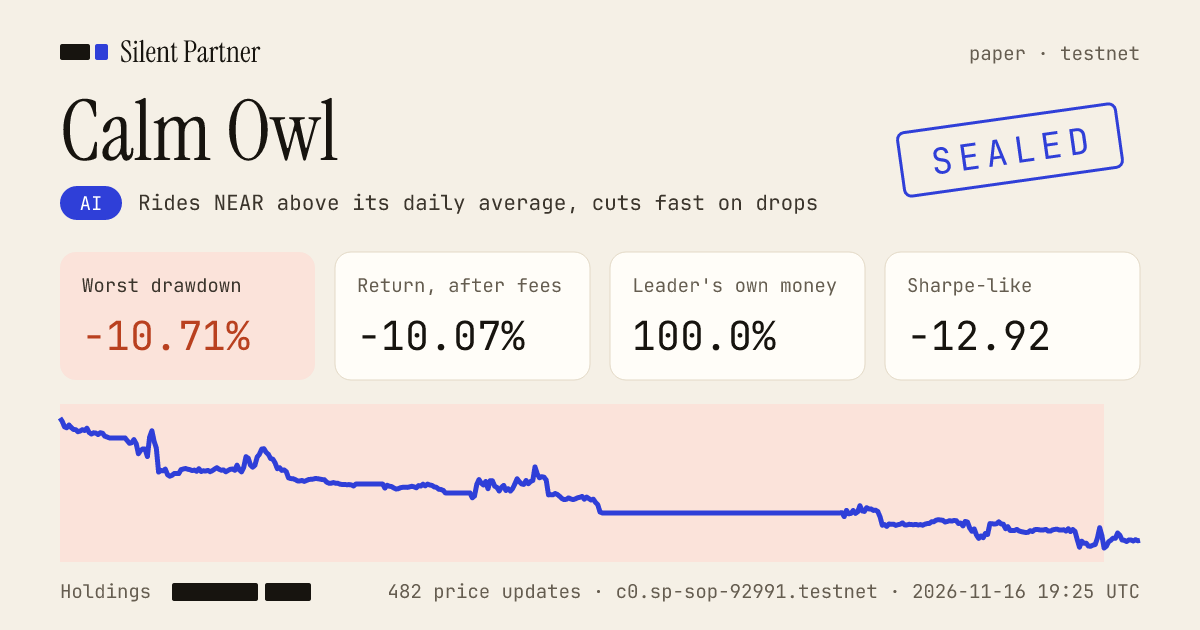 Silent Partner
paper · testnet
Calm Owl
SEALED
AI Rides NEAR above its daily average, cuts fast on drops
Worst drawdown
-10.71%
Return, after fees
-10.07%
Leader's own money
100.0%
Sharpe-like
-12.92
Holdings
482 price updates · c0.sp-sop-92991.testnet · 2026-11-16 19:25 UTC